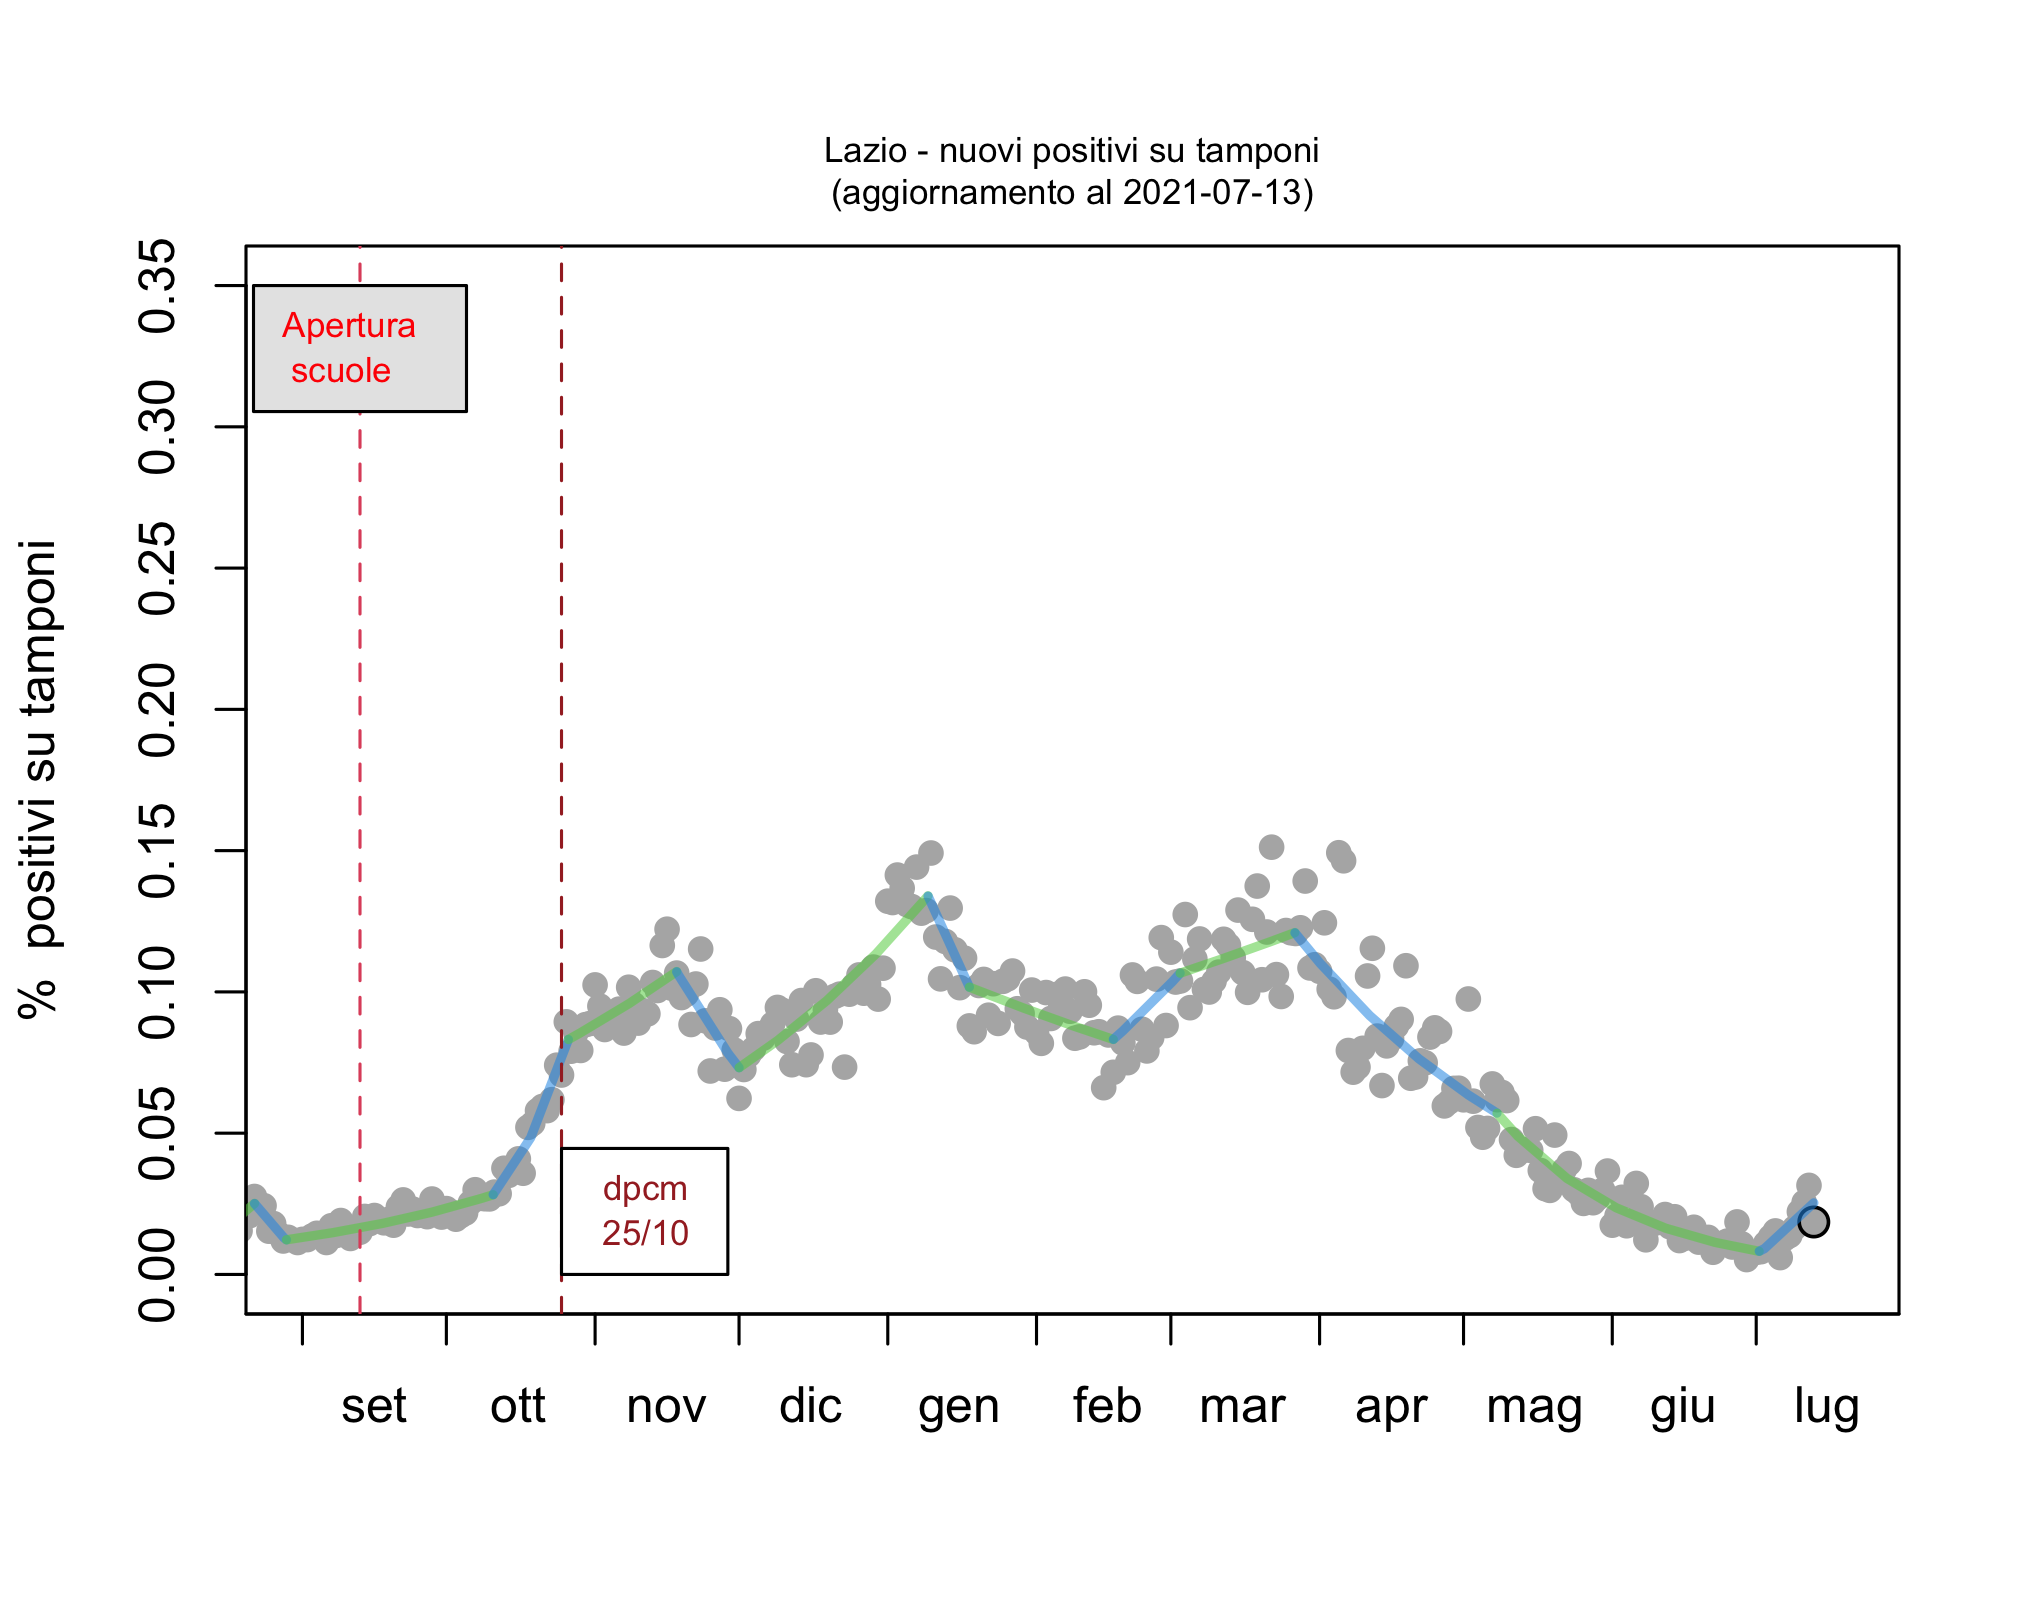 Lazio - nuovi positivi su tamponi
(aggiornamento al 2021-07-13)
% positivi su tamponi
0.35
0.30
0.25
0.20
0.15
0.10
0.05
0.00
Apertura
scuole
dpcm
25/10
set ott nov dic gen feb mar apr mag giu lug